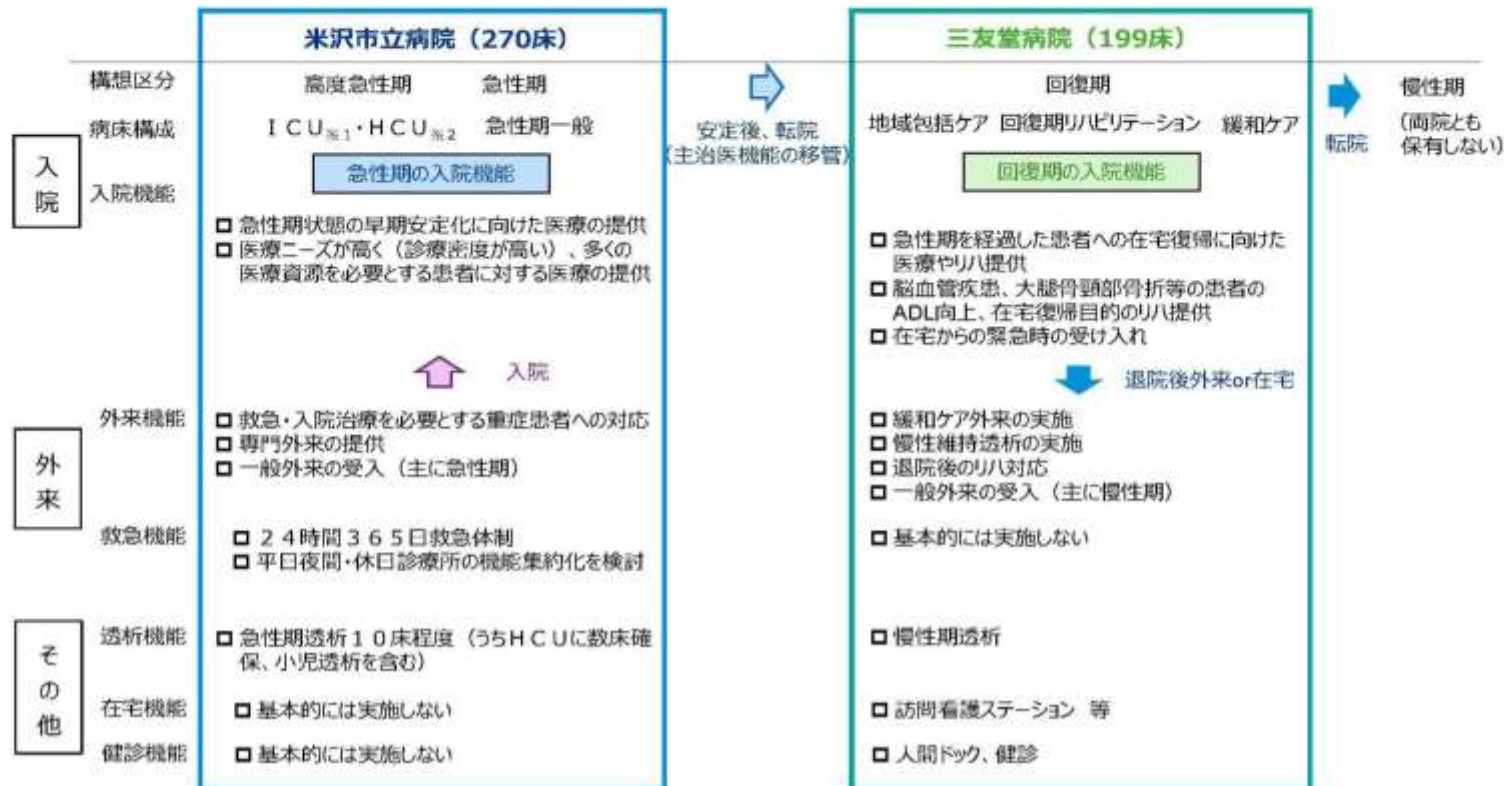 米沢市立病院（270床）
三友堂病院（199床）
構想区分
高度急性期
急性期
回復期
慢性期
病床構成
ＩＣＵ※1・ＨＣＵ※2
急性期一般
安定後、転院
（主治医機能の移管）
地域包括ケア 回復期リハビリテーション 緩和ケア
転院
（両院とも
保有しない）
入院
入院機能
急性期の入院機能
回復期の入院機能
急性期状態の早期安定化に向けた医療の提供
医療ニーズが高く（診療密度が高い）、多くの
医療資源を必要とする患者に対する医療の提供
急性期を経過した患者への在宅復帰に向けた
医療やリハ提供
脳血管疾患、大腿骨頸部骨折等の患者の
ADL向上、在宅復帰目的のリハ提供
在宅からの緊急時の受け入れ
入院
退院後外来or在宅
外来
外来機能
救急・入院治療を必要とする重症患者への対応
専門外来の提供
一般外来の受入（主に急性期）
緩和ケア外来の実施
慢性維持透析の実施
退院後のリハ対応
一般外来の受入（主に慢性期）
救急機能
２４時間３６５日救急体制
平日夜間・休日診療所の機能集約化を検討
基本的には実施しない
その他
透析機能
急性期透析１０床程度（うちＨＣＵに数床確
保、小児透析を含む）
慢性期透析
在宅機能
基本的には実施しない
訪問看護ステーション 等
健診機能
基本的には実施しない
人間ドック、健診